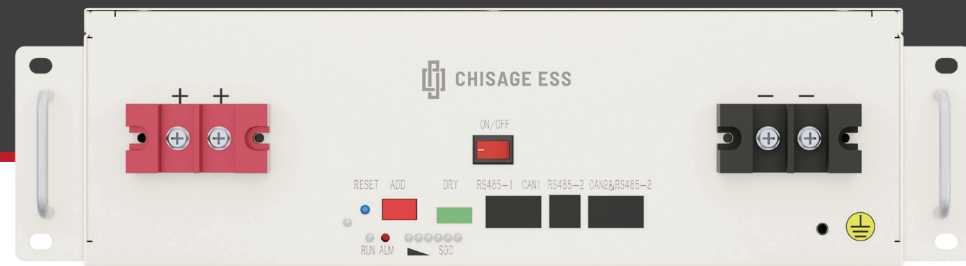 + +
CHISAGE ESS
- -
ON/OFF
RESET ADD DRY RS485-1 CAN1 RS485-2 CAN2&RS485-2
RUN ALM SOC